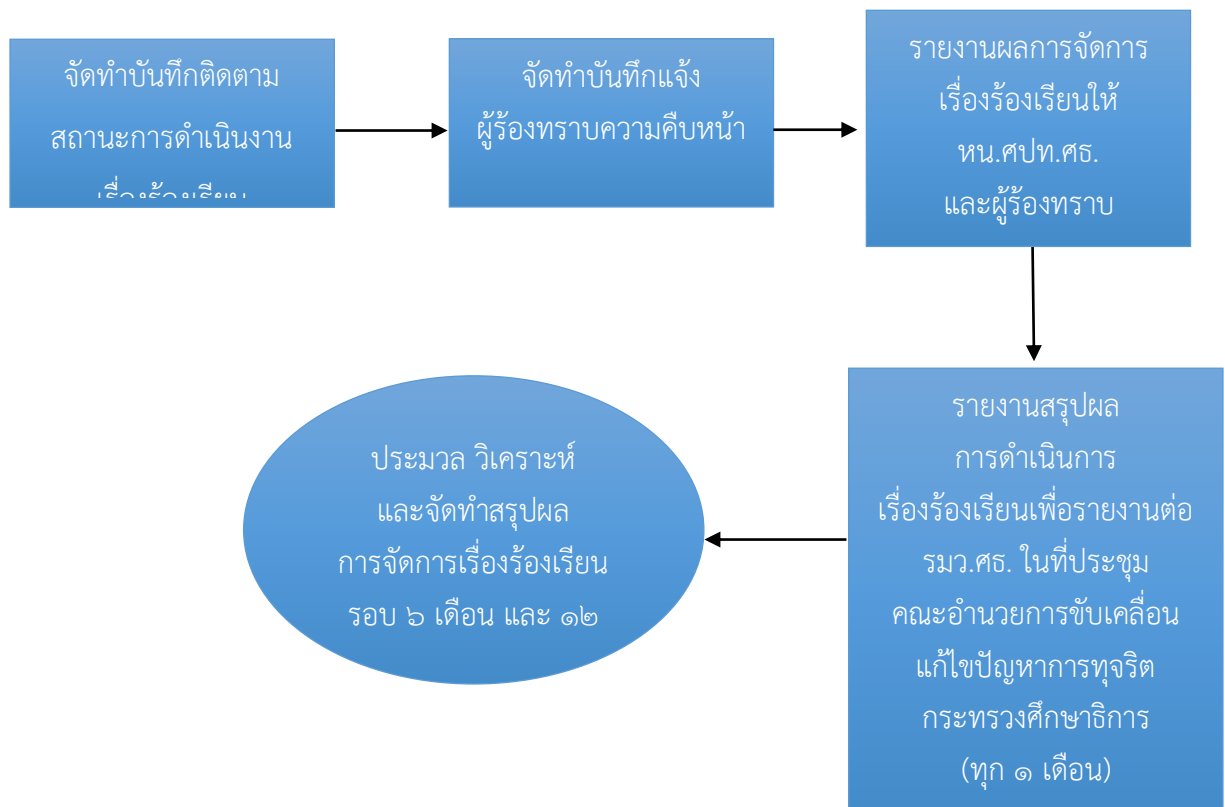 จัดทำบันทึกติดตาม
สถานะการดำเนินงาน
เรื่องร้องเรียน
จัดทำบันทึกแจ้ง
ผู้ร้องทราบความคืบหน้า
รายงานผลการจัดการ
เรื่องร้องเรียนให้
หน.ศปท.ศธ.
และผู้ร้องทราบ
รายงานสรุปผล
การดำเนินการ
เรื่องร้องเรียนเพื่อรายงานต่อ
รมว.ศธ. ในที่ประชุม
คณะอำนวยการขับเคลื่อน
แก้ไขปัญหาการทุจริต
กระทรวงศึกษาธิการ
(ทุก ๑ เดือน)
ประมวล วิเคราะห์
และจัดทำสรุปผล
การจัดการเรื่องร้องเรียน
รอบ ๖ เดือน และ ๑๒